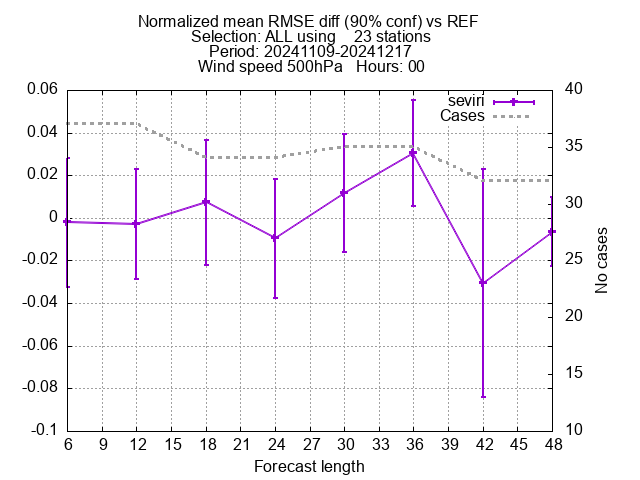 Normalized mean RMSE diff (90% conf) vs REF
Selection: ALL using    23 stations
Period: 20241109-20241217
Wind speed 500hPa   Hours: 00
seviri
Cases
0.06
0.04
0.02
0
-0.02
-0.04
-0.06
-0.08
-0.1
40
35
30
25
20
15
10
No cases
6 9 12 15 18 21 24 27 30 33 36 39 42 45 48
Forecast length